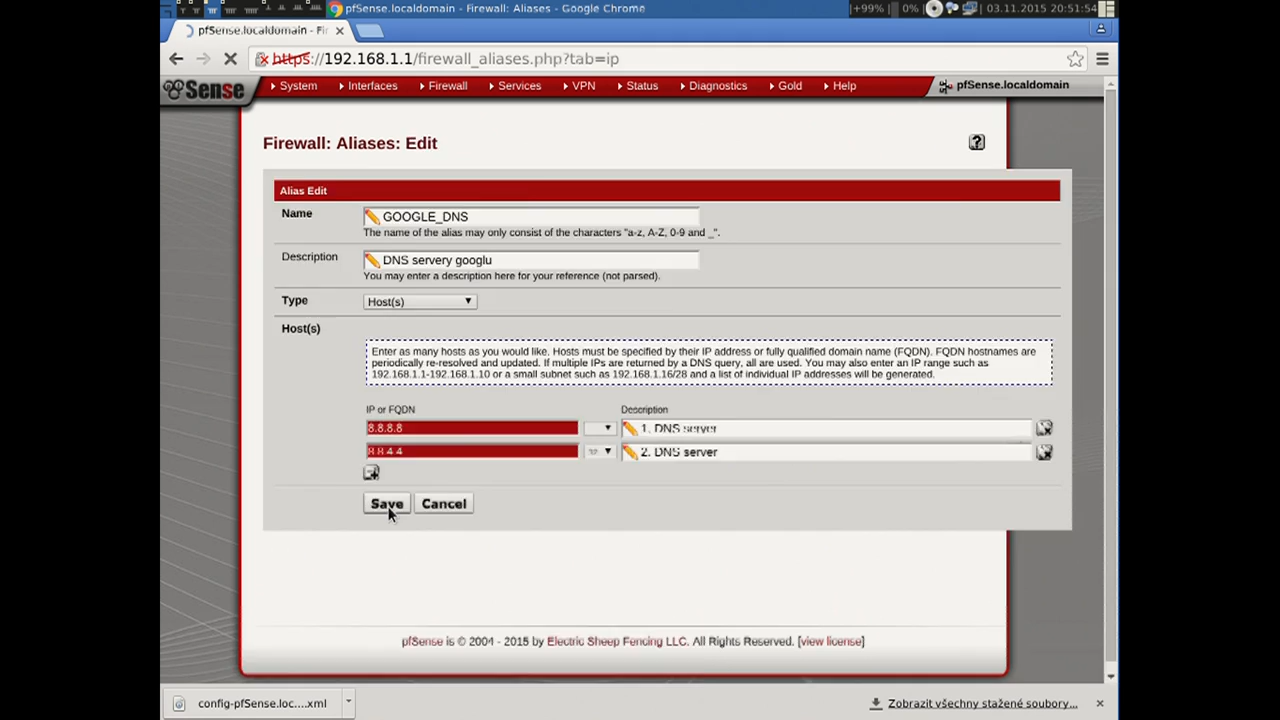 pfSense.localdomain - Firewall: Aliases - Google Chrome
+99% 0% 03.11.2015 20:51:54
pfSense.localdomain - Fir
https://192.168.1.1/firewall_aliases.php?tab=ip
Sense System Interfaces Firewall Services VPN Status Diagnostics Gold Help pfSense.localdomain
Firewall: Aliases: Edit
Alias Edit
Name GOOGLE_DNS
The name of the alias may only consist of the characters "a-z, A-Z, 0-9 and _".
Description DNS servery googlu
You may enter a description here for your reference (not parsed).
Type Host(s)
Host(s)
Enter as many hosts as you would like. Hosts must be specified by their IP address or fully qualified domain name (FQDN). FQDN hostnames are
periodically re-resolved and updated. If multiple IPs are returned by a DNS query, all are used. You may also enter an IP range such as
192.168.1.1-192.168.1.10 or a small subnet such as 192.168.1.16/28 and a list of individual IP addresses will be generated.
IP or FQDN Description
8.8.8.8 1. DNS server
8.8.4.4 2. DNS server
Save Cancel
pfSense is © 2004 - 2015 by Electric Sheep Fencing LLC. All Rights Reserved. [view license]
config-pfSense.loc....xml Zobrazit všechny stažené soubory...